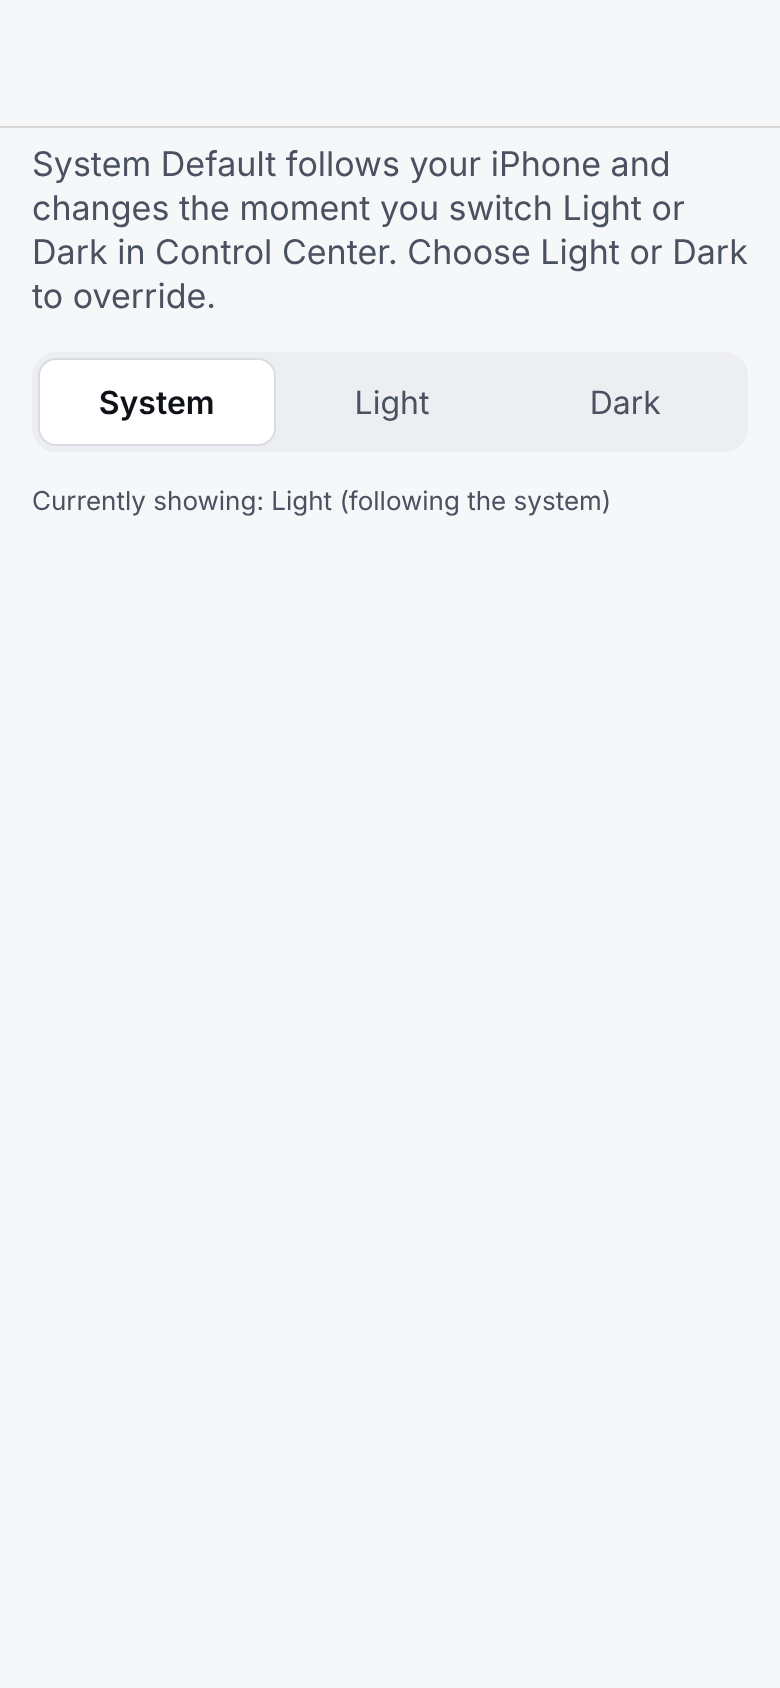 System Default follows your iPhone and
changes the moment you switch Light or
Dark in Control Center. Choose Light or Dark
to override.
System Light Dark
Currently showing: Light (following the system)